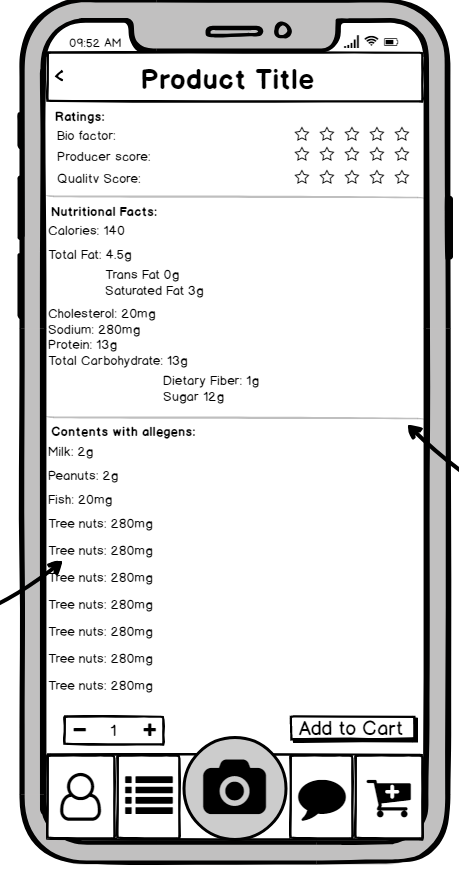 09:52 AM
<
Product Title
Ratings:
Bio factor:
Producer score:
Quality Score:
Nutritional Facts:
Calories: 140
Total Fat: 4.5g
Trans Fat 0g
Saturated Fat 3g
Cholesterol: 20mg
Sodium: 280mg
Protein: 13g
Total Carbohydrate: 13g
Dietary Fiber: 1g
Sugar 12g
Contents with allegens:
Milk: 2g
Peanuts: 2g
Fish: 20mg
Tree nuts: 280mg
Tree nuts: 280mg
Tree nuts: 280mg
Tree nuts: 280mg
Tree nuts: 280mg
Tree nuts: 280mg
Tree nuts: 280mg
− 1 + Add to Cart